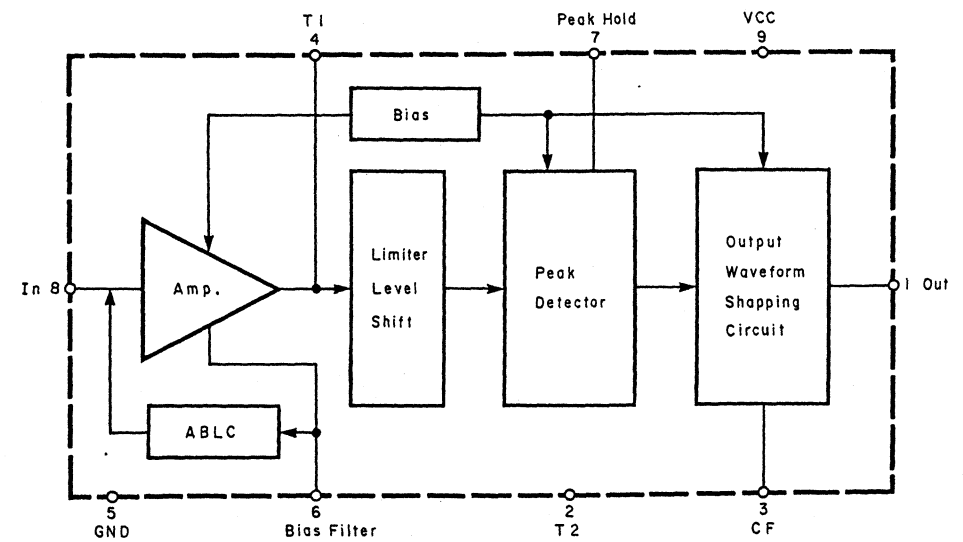 T1
4
Peak Hold
7
VCC
9
Bias
In 8
Amp.
Limiter
Level
Shift
Peak
Detector
Output
Waveform
Shapping
Circuit
1 Out
ABLC
5
GND
6
Bias Filter
2
T2
3
CF